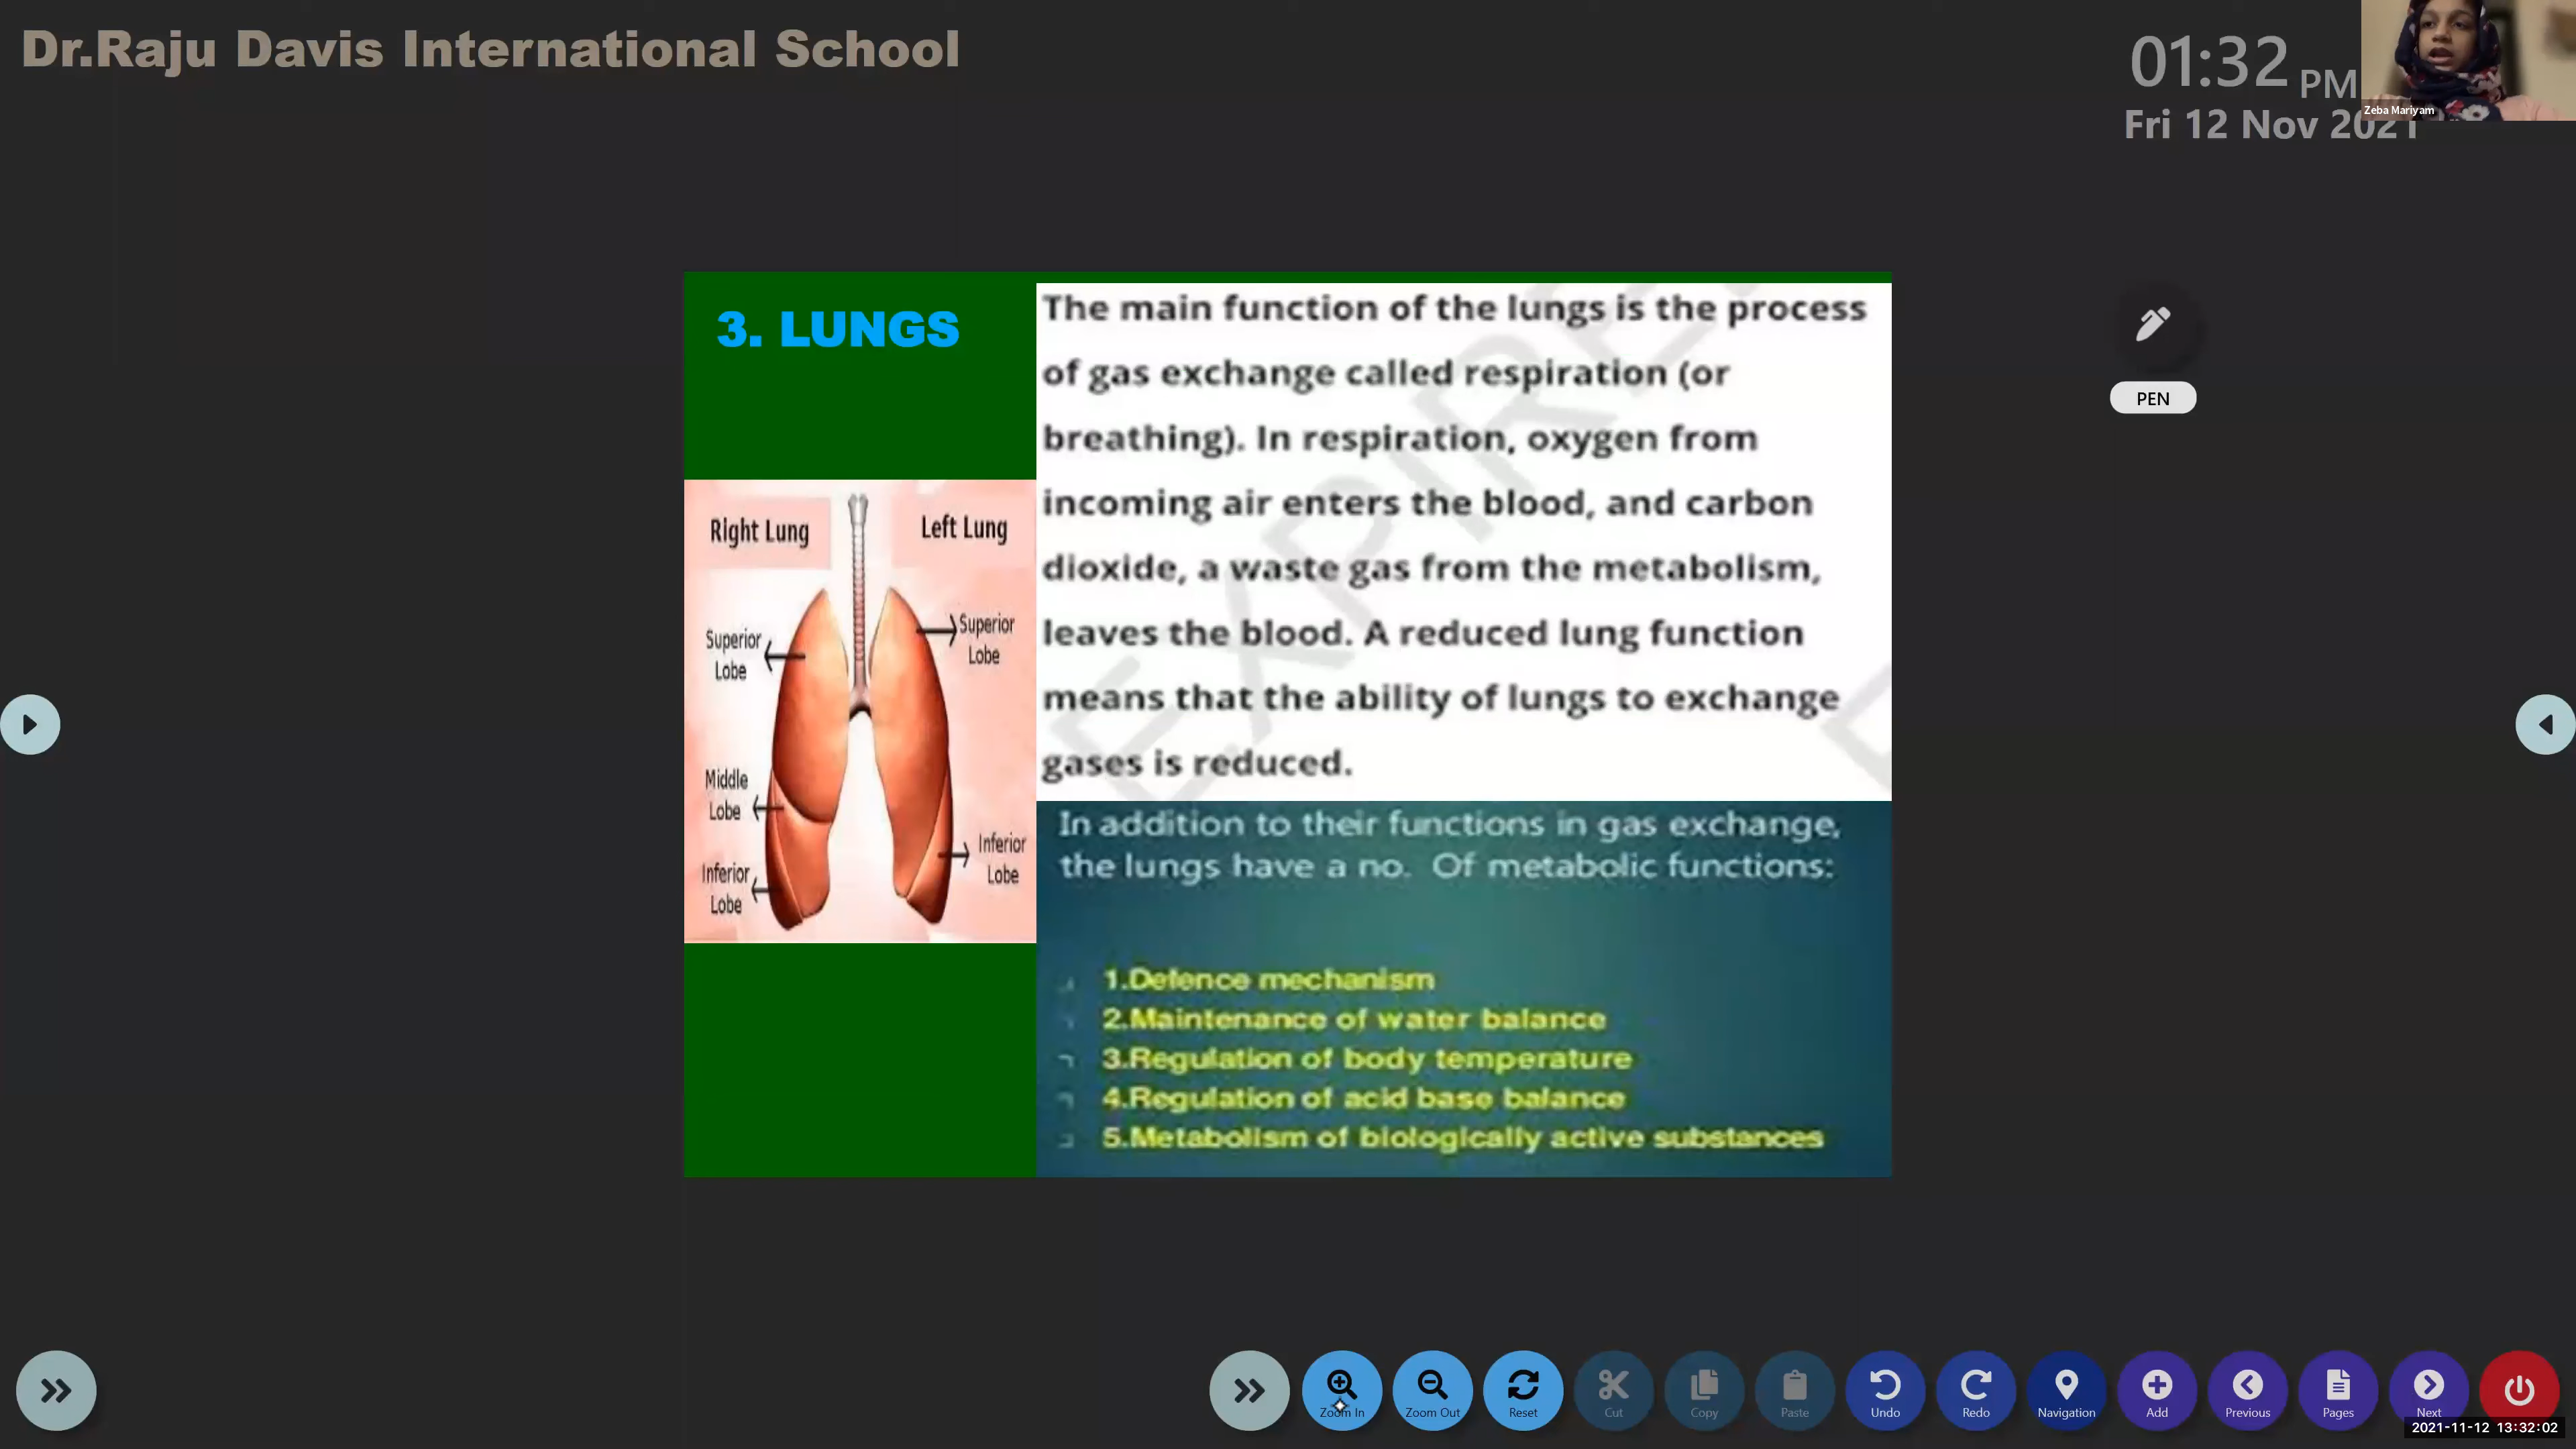 Dr.Raju Davis International School
01:32 PM
Fri 12 Nov 2021
Zeba Mariyam
3. LUNGS
The main function of the lungs is the process
of gas exchange called respiration (or
breathing). In respiration, oxygen from
incoming air enters the blood, and carbon
dioxide, a waste gas from the metabolism,
leaves the blood. A reduced lung function
means that the ability of lungs to exchange
gases is reduced.
EXPIRE
Right Lung
Left Lung
Superior
Lobe
Superior
Lobe
Middle
Lobe
Inferior
Lobe
Inferior
Lobe
In addition to their functions in gas exchange,
the lungs have a no. Of metabolic functions:
1.Defence mechanism
2.Maintenance of water balance
3.Regulation of body temperature
4.Regulation of acid base balance
5.Metabolism of biologically active substances
PEN
Zoom In
Zoom Out
Reset
Cut
Copy
Paste
Undo
Redo
Navigation
Add
Previous
Pages
Next
2021-11-12 13:32:02